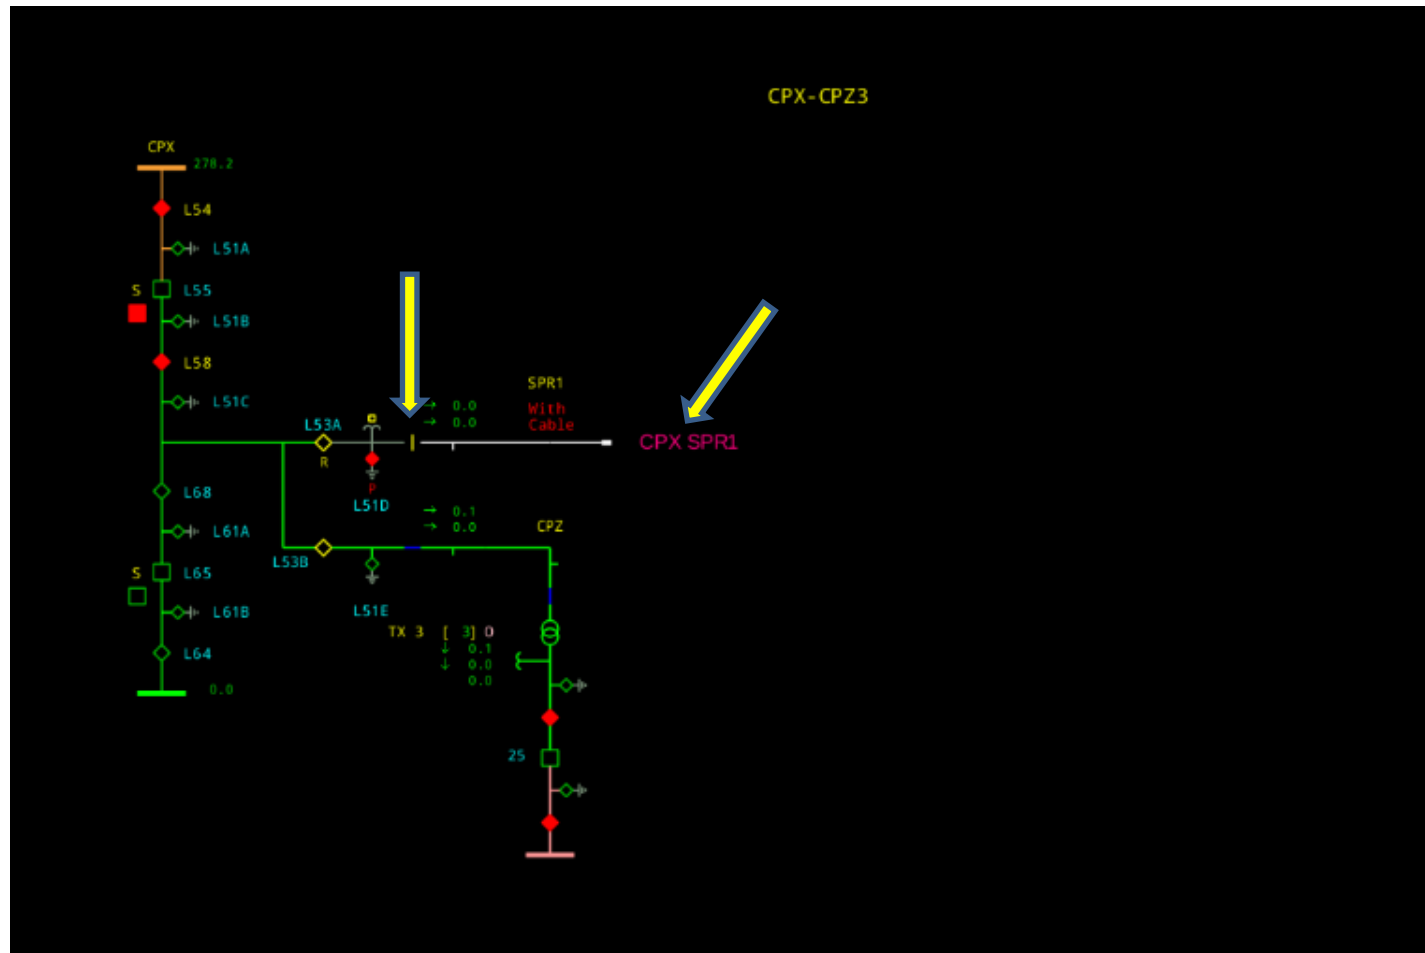 CPX-CPZ3
CPX
278.2
L54
L51A
S L55
L51B
L58
L51C
SPR1
With
Cable
→ 0.0
→ 0.0
L53A
R
CPX SPR1
P
L51D
L68
L61A
→ 0.1
→ 0.0
CPZ
L53B
S L65
L51E
L61B
TX 3 [ 3] O
↓ 0.1
↓ 0.0
0.0
L64
0.0
25